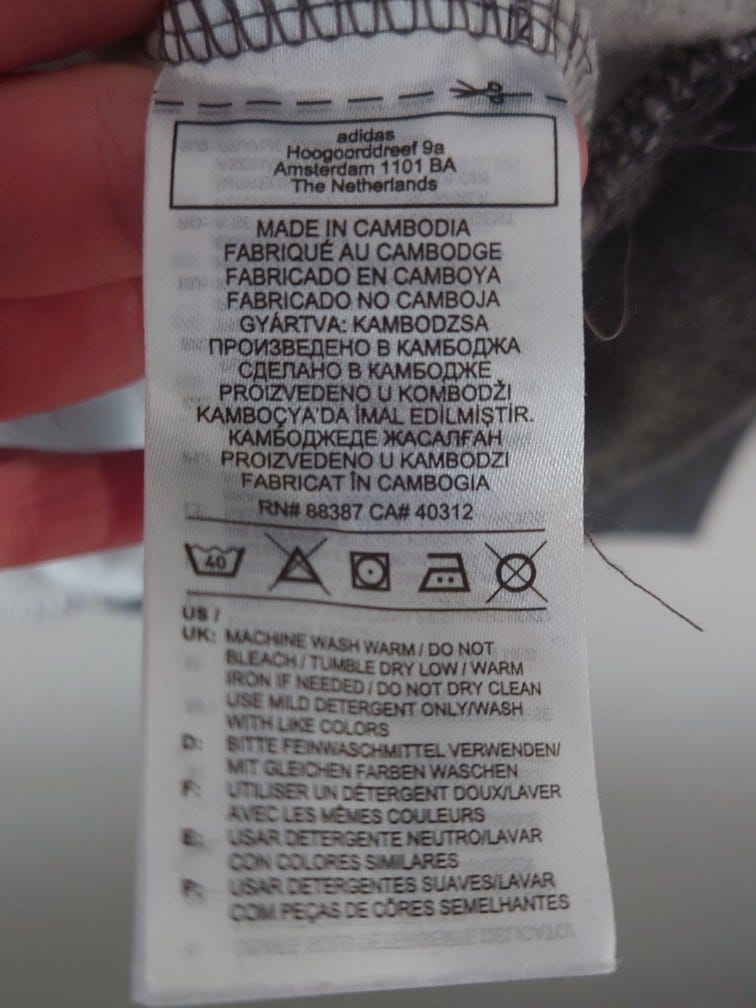 12
adidas
Hoogoorddreef 9a
Amsterdam 1101 BA
The Netherlands
MADE IN CAMBODIA
FABRIQUÉ AU CAMBODGE
FABRICADO EN CAMBOYA
FABRICADO NO CAMBOJA
GYÁRTVA: KAMBODZSA
ПРОИЗВЕДЕНО В КАМБОДЖА
СДЕЛАНО В КАМБОДЖЕ
PROIZVEDENO U KOMBODŽI
KAMBOÇYA'DA İMAL EDİLMİŞTİR.
КАМБОДЖЕДЕ ЖАСАЛҒАН
PROIZVEDENO U KAMBODZI
FABRICAT ÎN CAMBOGIA
RN# 88387 CA# 40312
40
US /
UK: MACHINE WASH WARM / DO NOT
BLEACH / TUMBLE DRY LOW / WARM
IRON IF NEEDED / DO NOT DRY CLEAN
USE MILD DETERGENT ONLY/WASH
WITH LIKE COLORS
D: BITTE FEINWASCHMITTEL VERWENDEN/
MIT GLEICHEN FARBEN WASCHEN
F: UTILISER UN DÉTERGENT DOUX/LAVER
AVEC LES MÊMES COULEURS
E: USAR DETERGENTE NEUTRO/LAVAR
CON COLORES SIMILARES
P: USAR DETERGENTES SUAVES/LAVAR
COM PEÇAS DE CÔRES SEMELHANTES